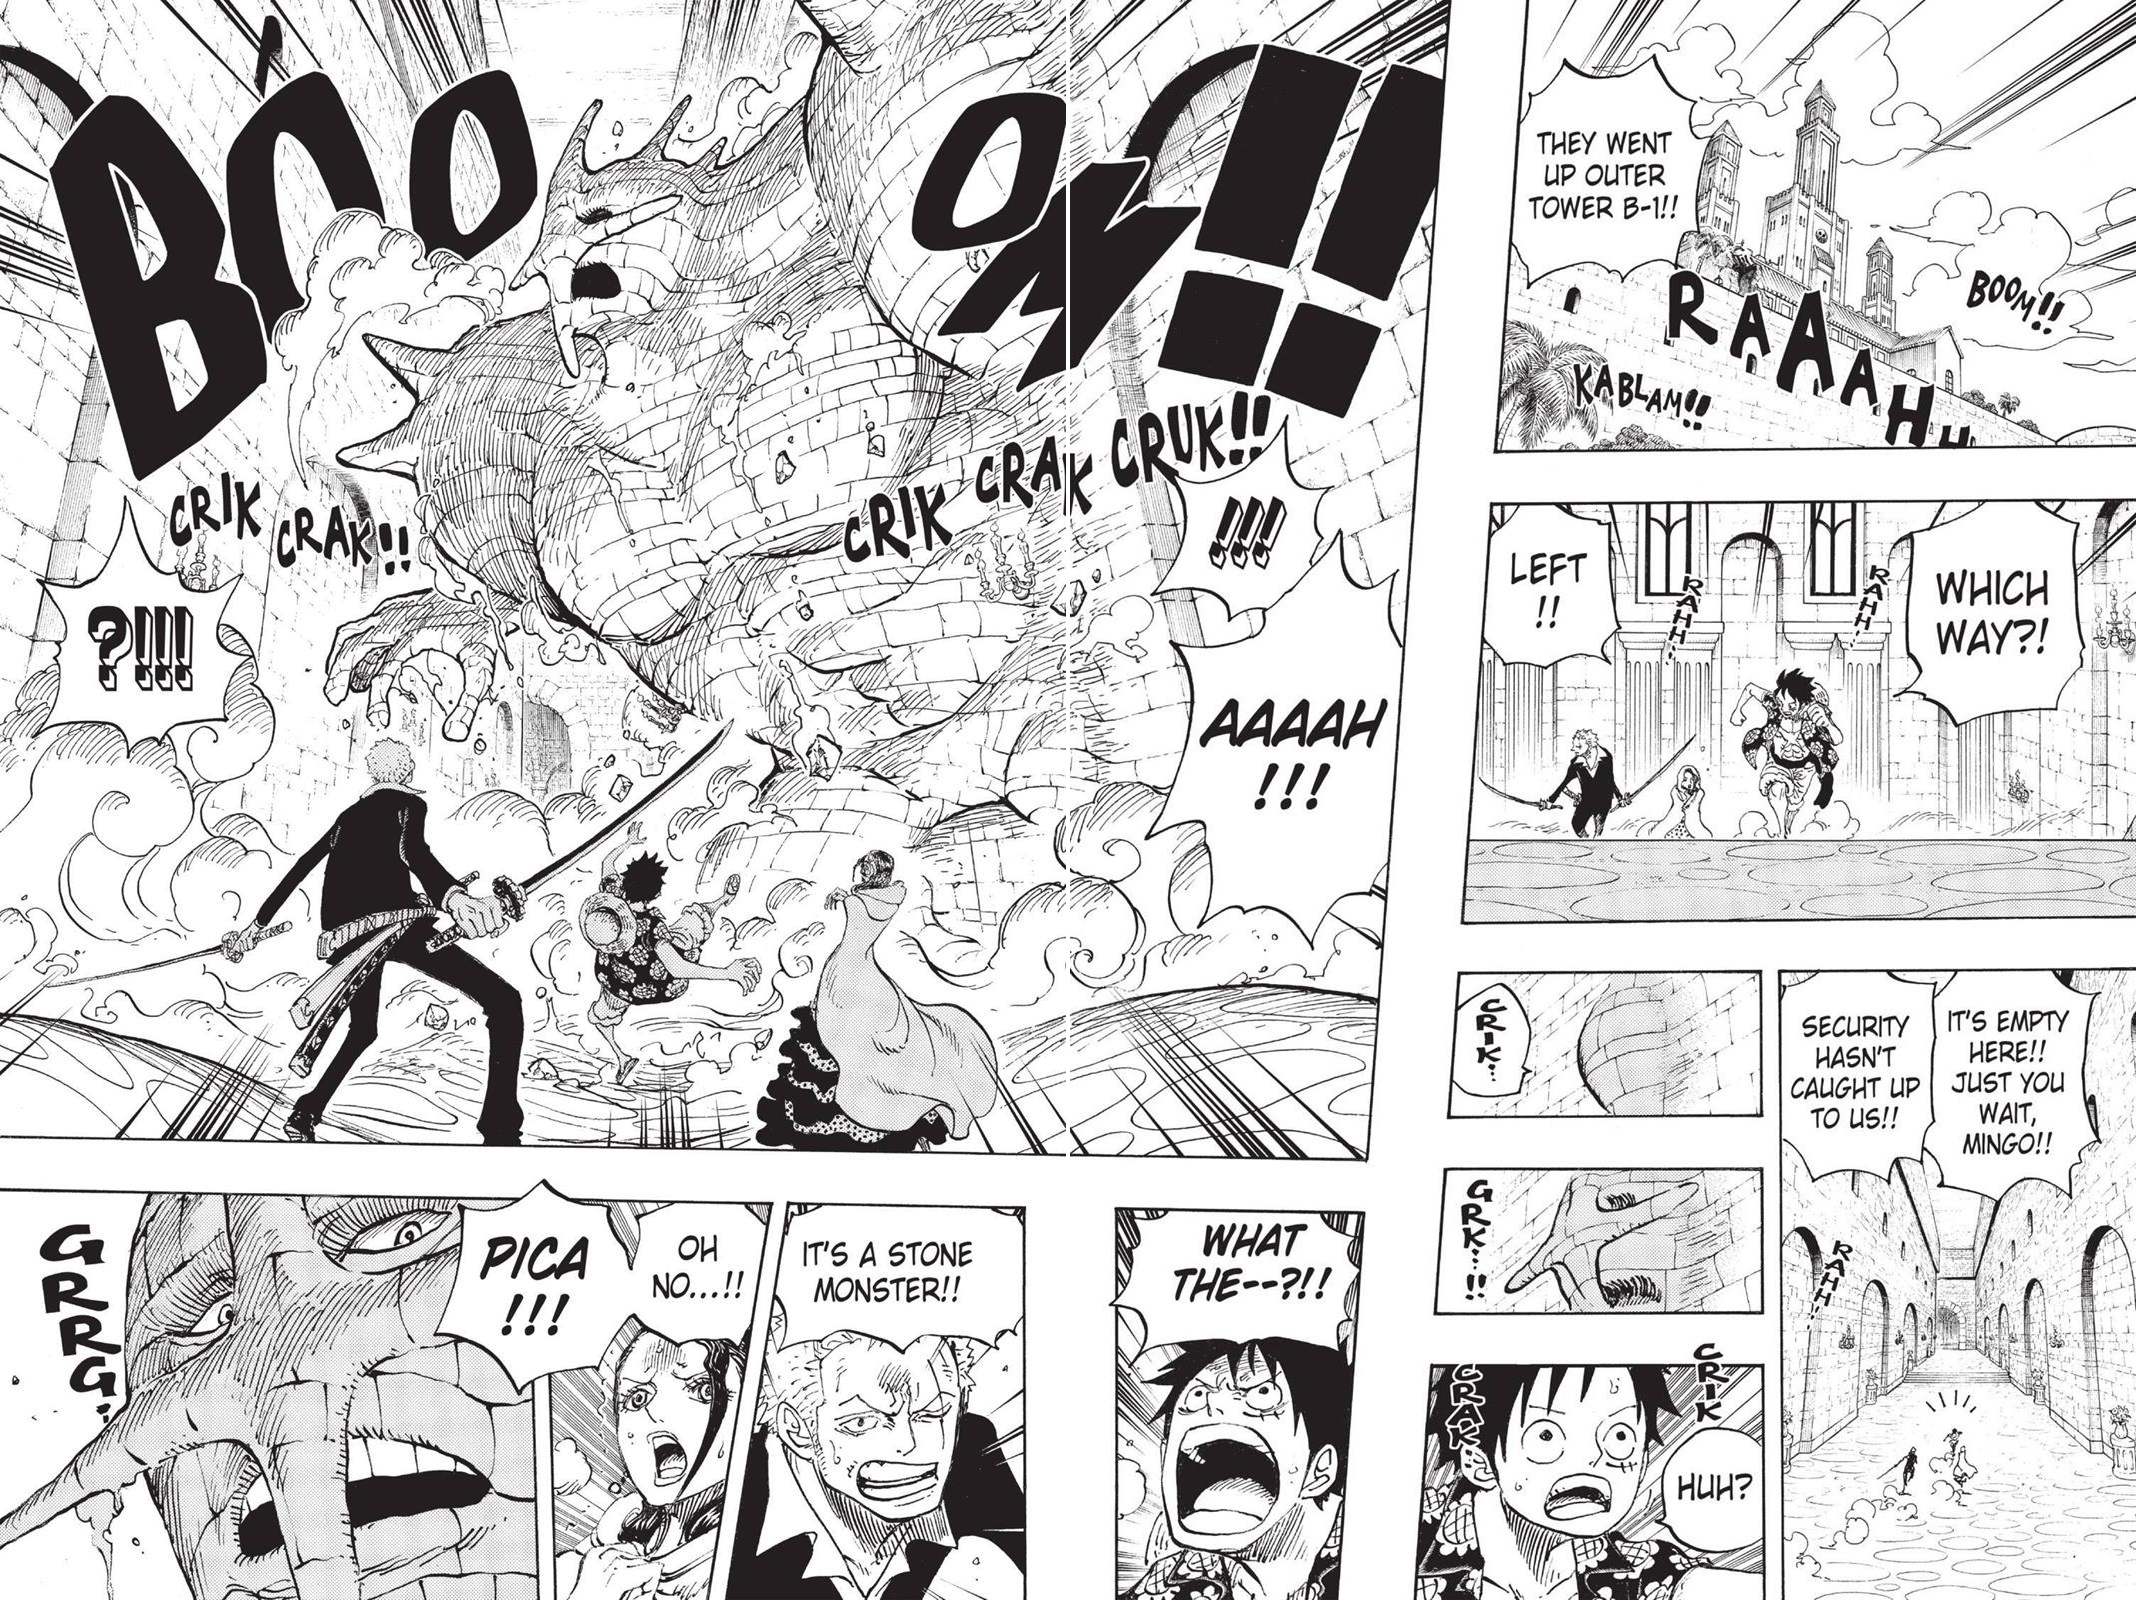 THEY WENT
UP OUTER
TOWER B-1!!
BOOM!!
RAAAH
KABLAM!!
WHICH
WAY?!
RAHH!
RAHH!!
LEFT
!!
IT'S EMPTY
HERE!!
JUST YOU
WAIT,
MINGO!!
SECURITY
HASN'T
CAUGHT UP
TO US!!
RAHH!!
CRIK...
GRK...!!
CRIK
CRAK...
HUH?
BOOOM!!
CRIK
CRAK!!
CRIK CRAK CRUK!!
!!!
AAAAH
!!!
?!!!
WHAT
THE--?!!
IT'S A STONE
MONSTER!!
OH
NO...!!
PICA
!!!
GRRG